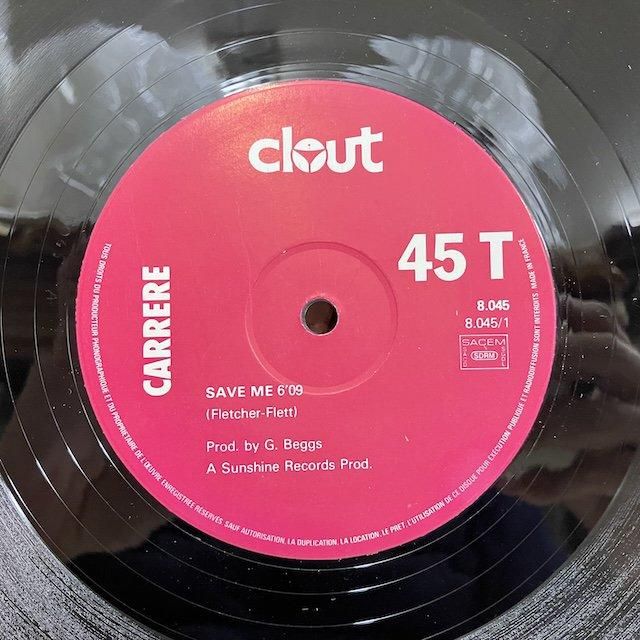 clout
CARRERE
45 T
8.045
8.045/1
SACEM
SDRM
SAVE ME 6'09
(Fletcher-Flett)
Prod. by G. Beggs
A Sunshine Records Prod.
TOUS DROITS DU PRODUCTEUR PHONOGRAPHIQUE ET DU PROPRIETAIRE DE L'ŒUVRE ENREGISTREE RESERVES. SAUF AUTORISATION, LA DUPLICATION, LA LOCATION, LE PRET, L'UTILISATION DE CE DISQUE POUR EXECUTION PUBLIQUE ET RADIODIFFUSION SONT INTERDITS. MADE IN FRANCE